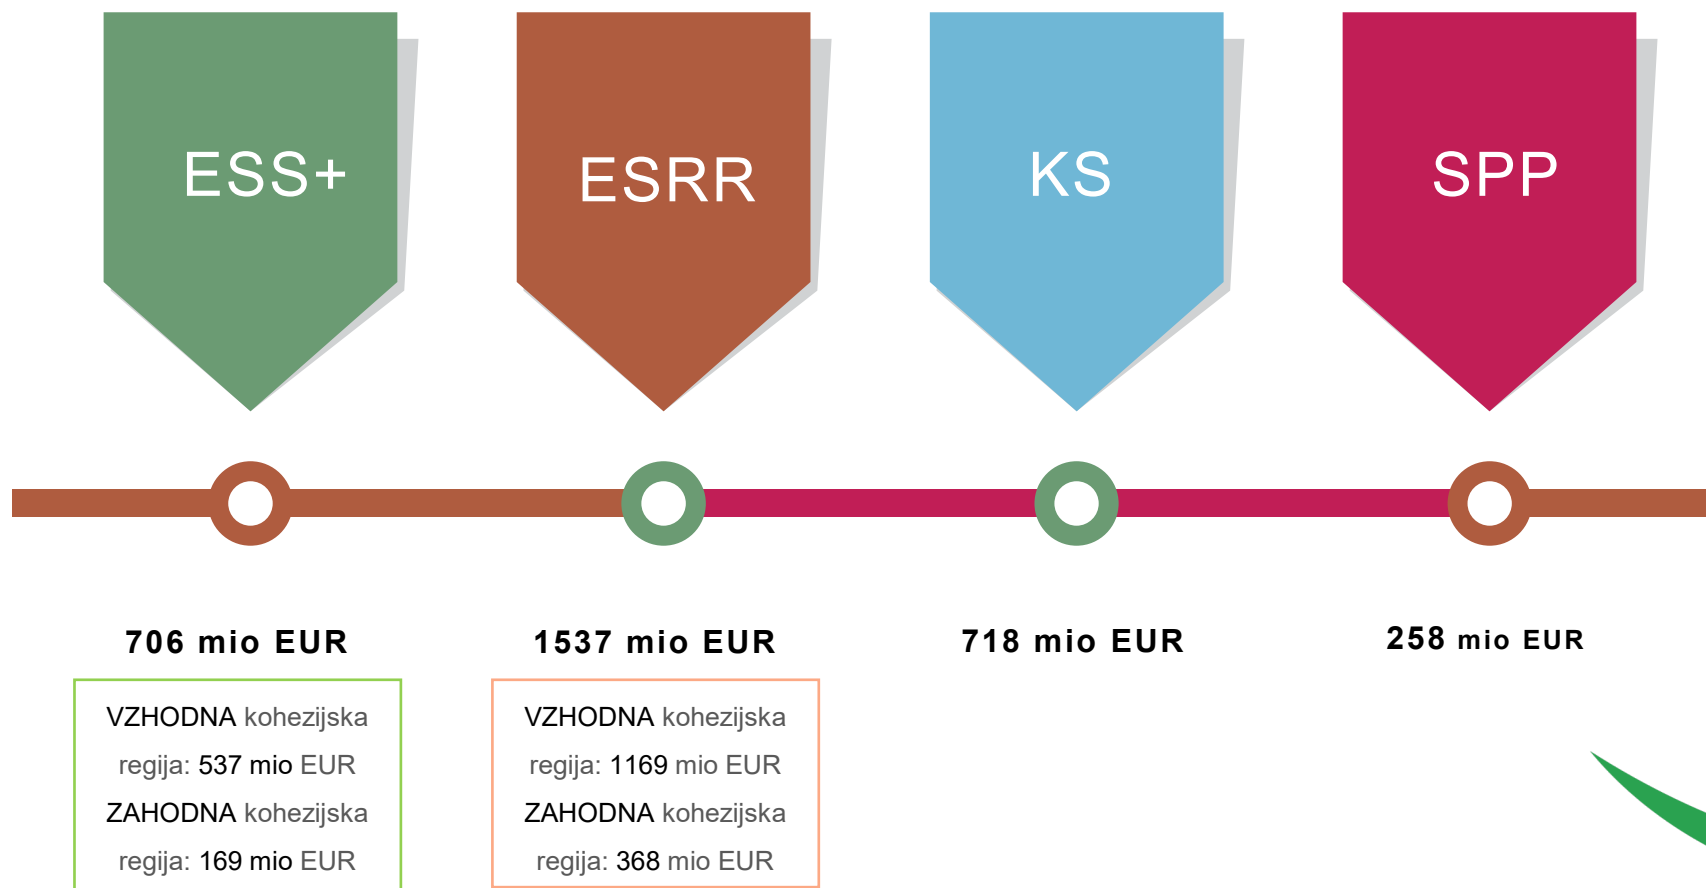 ESS+
ESRR
KS
SPP
706 mio EUR
1537 mio EUR
718 mio EUR
258 mio EUR
VZHODNA kohezijska
regija: 537 mio EUR
ZAHODNA kohezijska
regija: 169 mio EUR
VZHODNA kohezijska
regija: 1169 mio EUR
ZAHODNA kohezijska
regija: 368 mio EUR